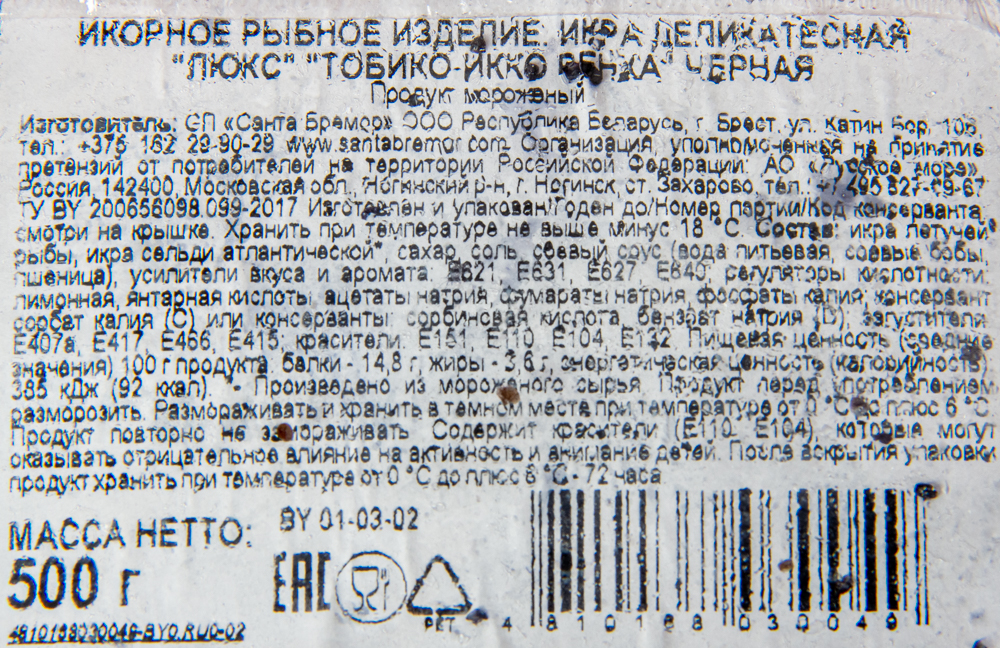 ИКОРНОЕ РЫБНОЕ ИЗДЕЛИЕ. ИКРА ДЕЛИКАТЕСНАЯ
"ЛЮКС" "ТОБИКО-ИККО РЕНКА" ЧЕРНАЯ
Продукт мороженый
Изготовитель: СП «Санта Бремор» ООО Республика Беларусь, г. Брест, ул. Катин Бор, 106,
тел.: +375 162 29-90-29 www.santabremor.com Организация, уполномоченная на принятие
претензий от потребителей на территории Российской Федерации: АО «Русское море»,
Россия, 142400, Московская обл., Ногинский р-н, г. Ногинск, ст. Захарово, тел.: +7 495 527-09-67
ТУ BY 200656098.099-2017 Изготовлен и упакован/Годен до/Номер партии/Код консерванта:
смотри на крышке. Хранить при температуре не выше минус 18 °С. Состав: икра летучей
рыбы, икра сельди атлантической*, сахар, соль, соевый соус (вода питьевая, соевые бобы,
пшеница), усилители вкуса и аромата: Е621, Е631, Е627, Е640, регуляторы кислотности:
лимонная, янтарная кислоты, ацетаты натрия, фумараты натрия, фосфаты калия; консервант
сорбат калия (С) или консерванты: сорбиновая кислота, бензоат натрия (D); загустители
Е407а, Е417, Е466, Е415; красители: Е151, Е110, Е104, Е132. Пищевая ценность (средние
значения) 100 г продукта: белки - 14,8 г, жиры - 3,6 г; энергетическая ценность (калорийность):
385 кДж (92 ккал). * - Произведено из мороженого сырья. Продукт перед употреблением
разморозить. Размораживать и хранить в темном месте при температуре от 0 °С до плюс 6 °С.
Продукт повторно не замораживать. Содержит красители (Е110, Е104), которые могут
оказывать отрицательное влияние на активность и внимание детей. После вскрытия упаковки
продукт хранить при температуре от 0 °С до плюс 6 °С - 72 часа.
МАССА НЕТТО:
500 г
BY 01-03-02
ЕАС
PET
4810168030049-BY0.RU0-02
4 810168 030049